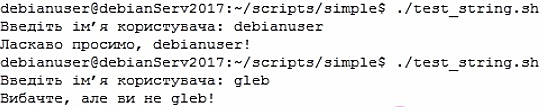 debianuser@debianServ2017:~/scripts/simple$ ./test_string.sh
Введіть ім’я користувача: debianuser
Ласкаво просимо, debianuser!
debianuser@debianServ2017:~/scripts/simple$ ./test_string.sh
Введіть ім’я користувача: gleb
Вибачте, але ви не gleb!